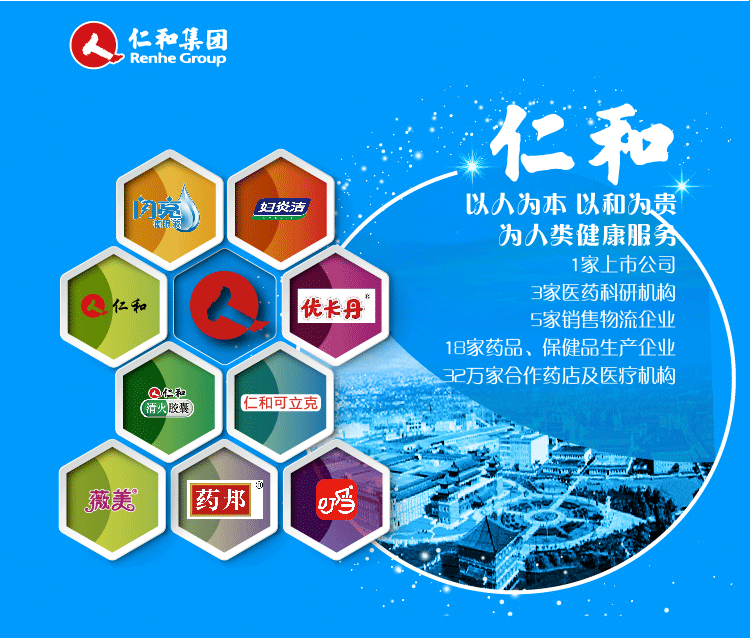 仁和集团
Renhe Group
仁和
以人为本 以和为贵
为人类健康服务
1家上市公司
3家医药科研机构
5家销售物流企业
18家药品、保健品生产企业
32万家合作药店及医疗机构
闪亮
滴眼液
妇炎洁
仁和
优卡丹®
仁和
清火胶囊
仁和可立克
薇美®
药邦®
叮当